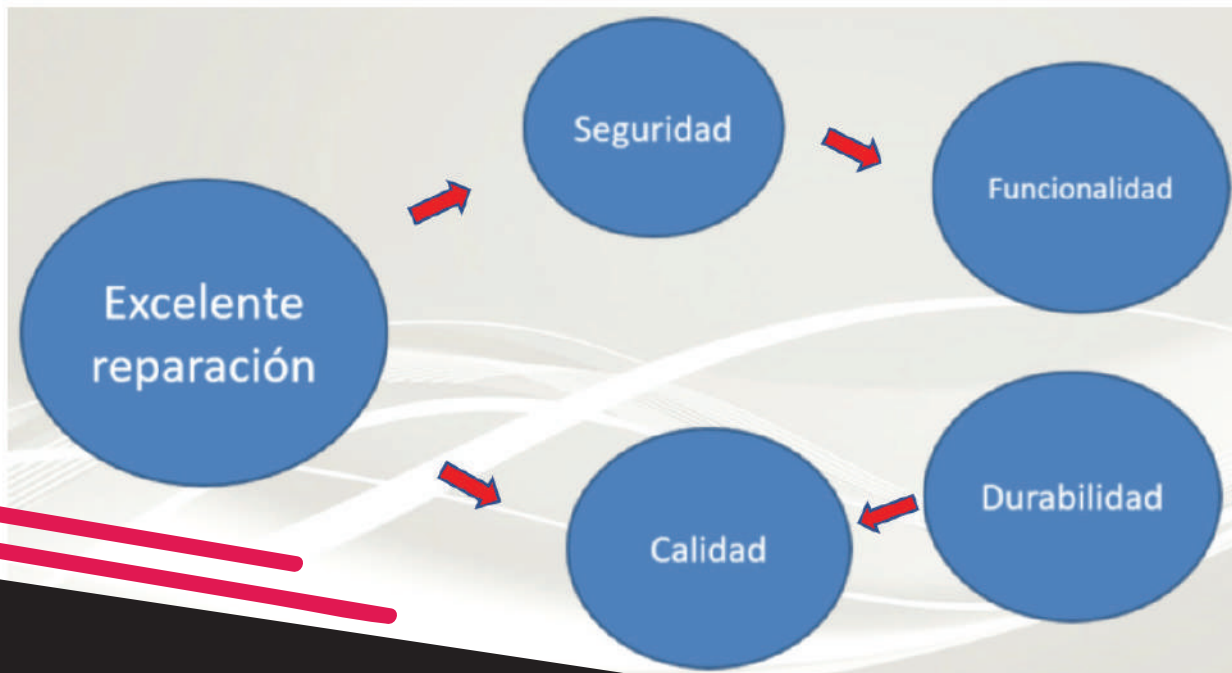 Seguridad
Funcionalidad
Excelente
reparación
Durabilidad
Calidad